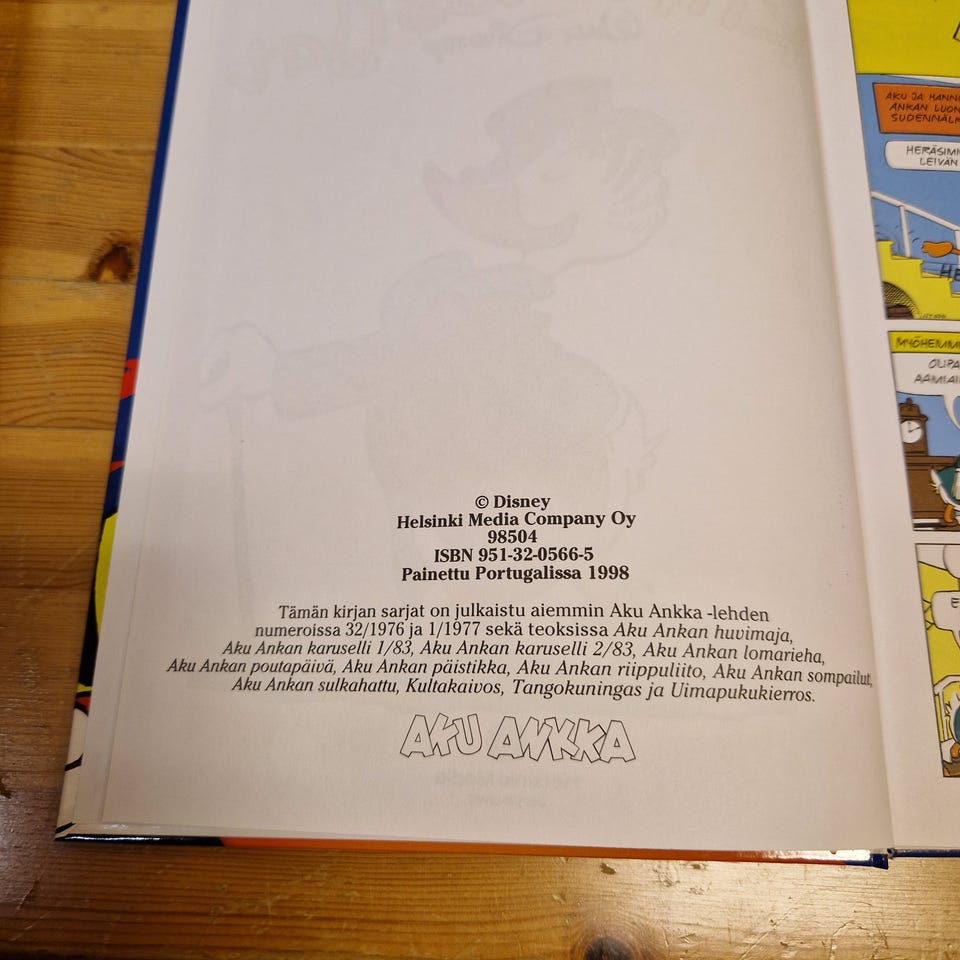 © Disney
Helsinki Media Company Oy
98504
ISBN 951-32-0566-5
Painettu Portugalissa 1998
Tämän kirjan sarjat on julkaistu aiemmin Aku Ankka -lehden
numeroissa 32/1976 ja 1/1977 sekä teoksissa Aku Ankan huvimaja,
Aku Ankan karuselli 1/83, Aku Ankan karuselli 2/83, Aku Ankan lomarieha,
Aku Ankan poutapäivä, Aku Ankan päistikka, Aku Ankan riippuliito, Aku Ankan sompailut,
Aku Ankan sulkahattu, Kultakaivos, Tangokuningas ja Uimapukukierros.
AKU ANKKA
AKU JA HANNU
ANKAN LUON
SUDENNÄLK
HERÄSIMM
LEIVÄN
HE
MYÖHEMMI
OLIPA
AAMIAI